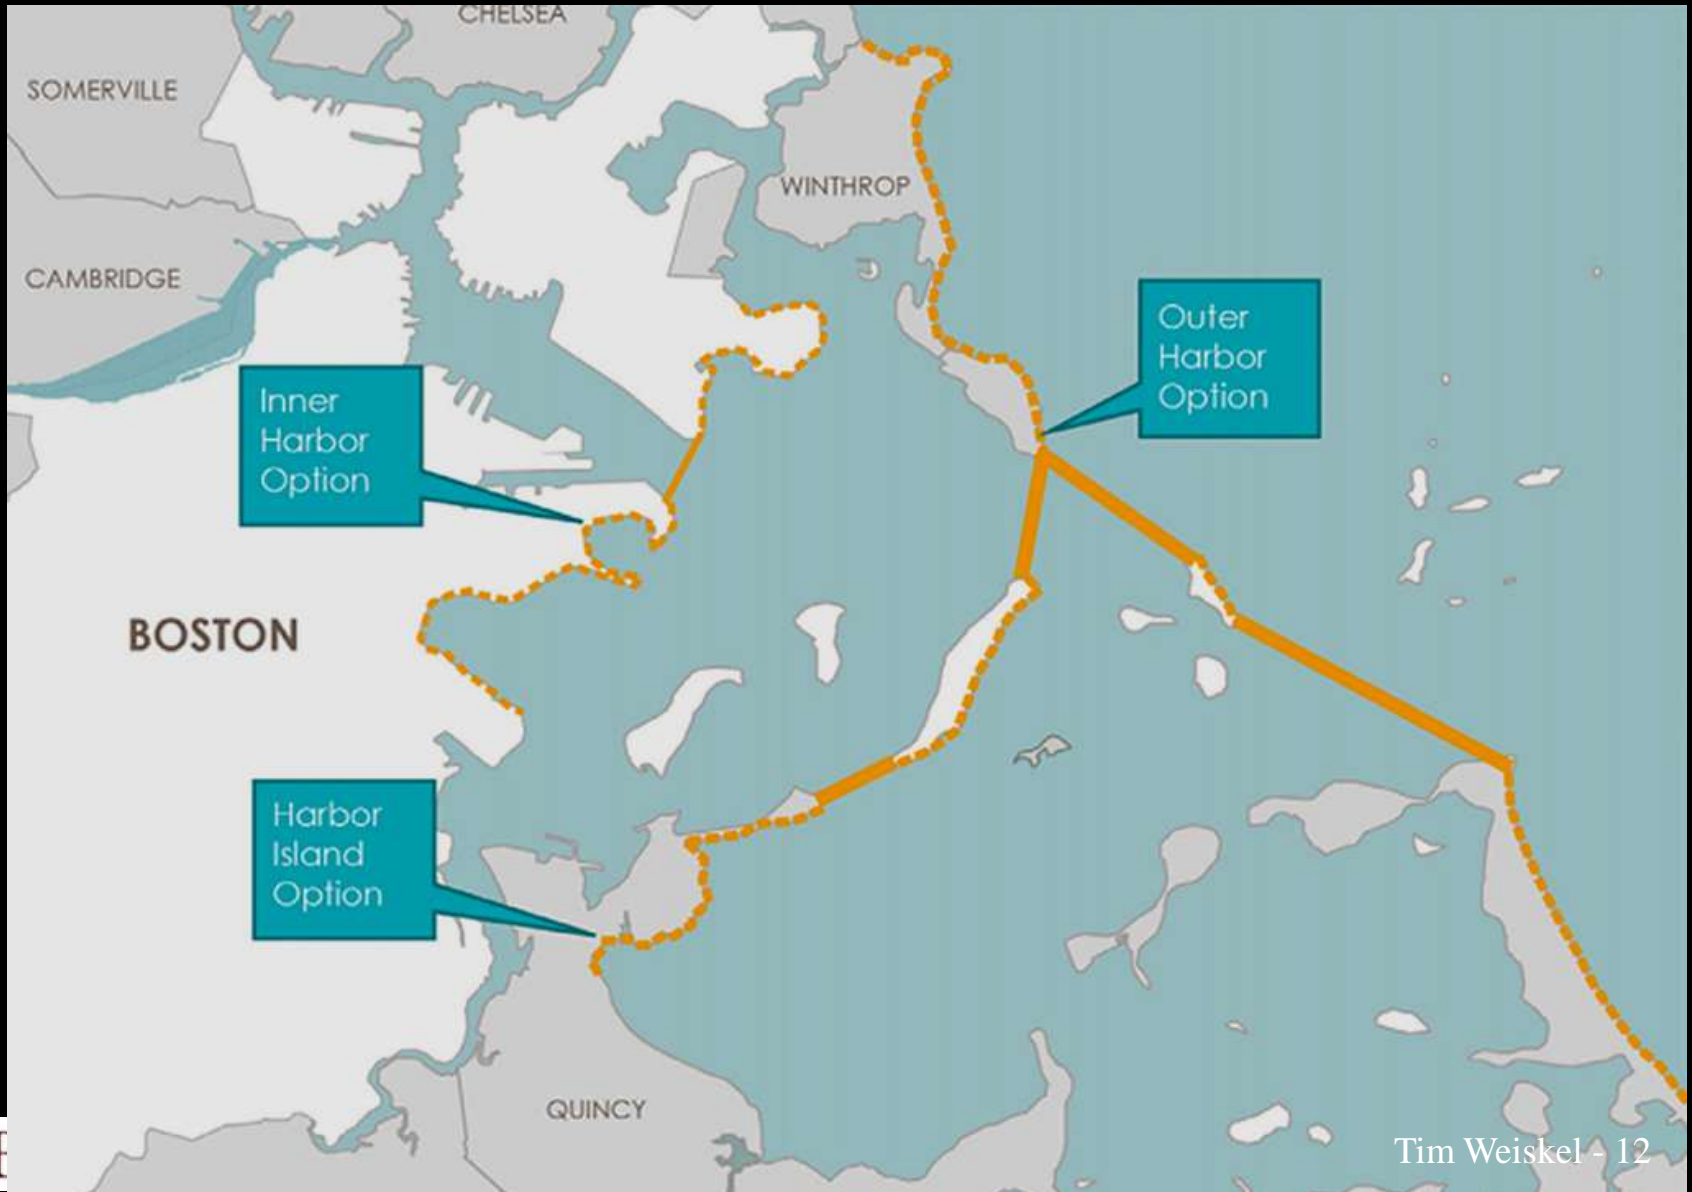 CHELSEA
SOMERVILLE
WINTHROP
CAMBRIDGE
Outer
Harbor
Option
Inner
Harbor
Option
BOSTON
Harbor
Island
Option
QUINCY
Tim Weiskel - 12